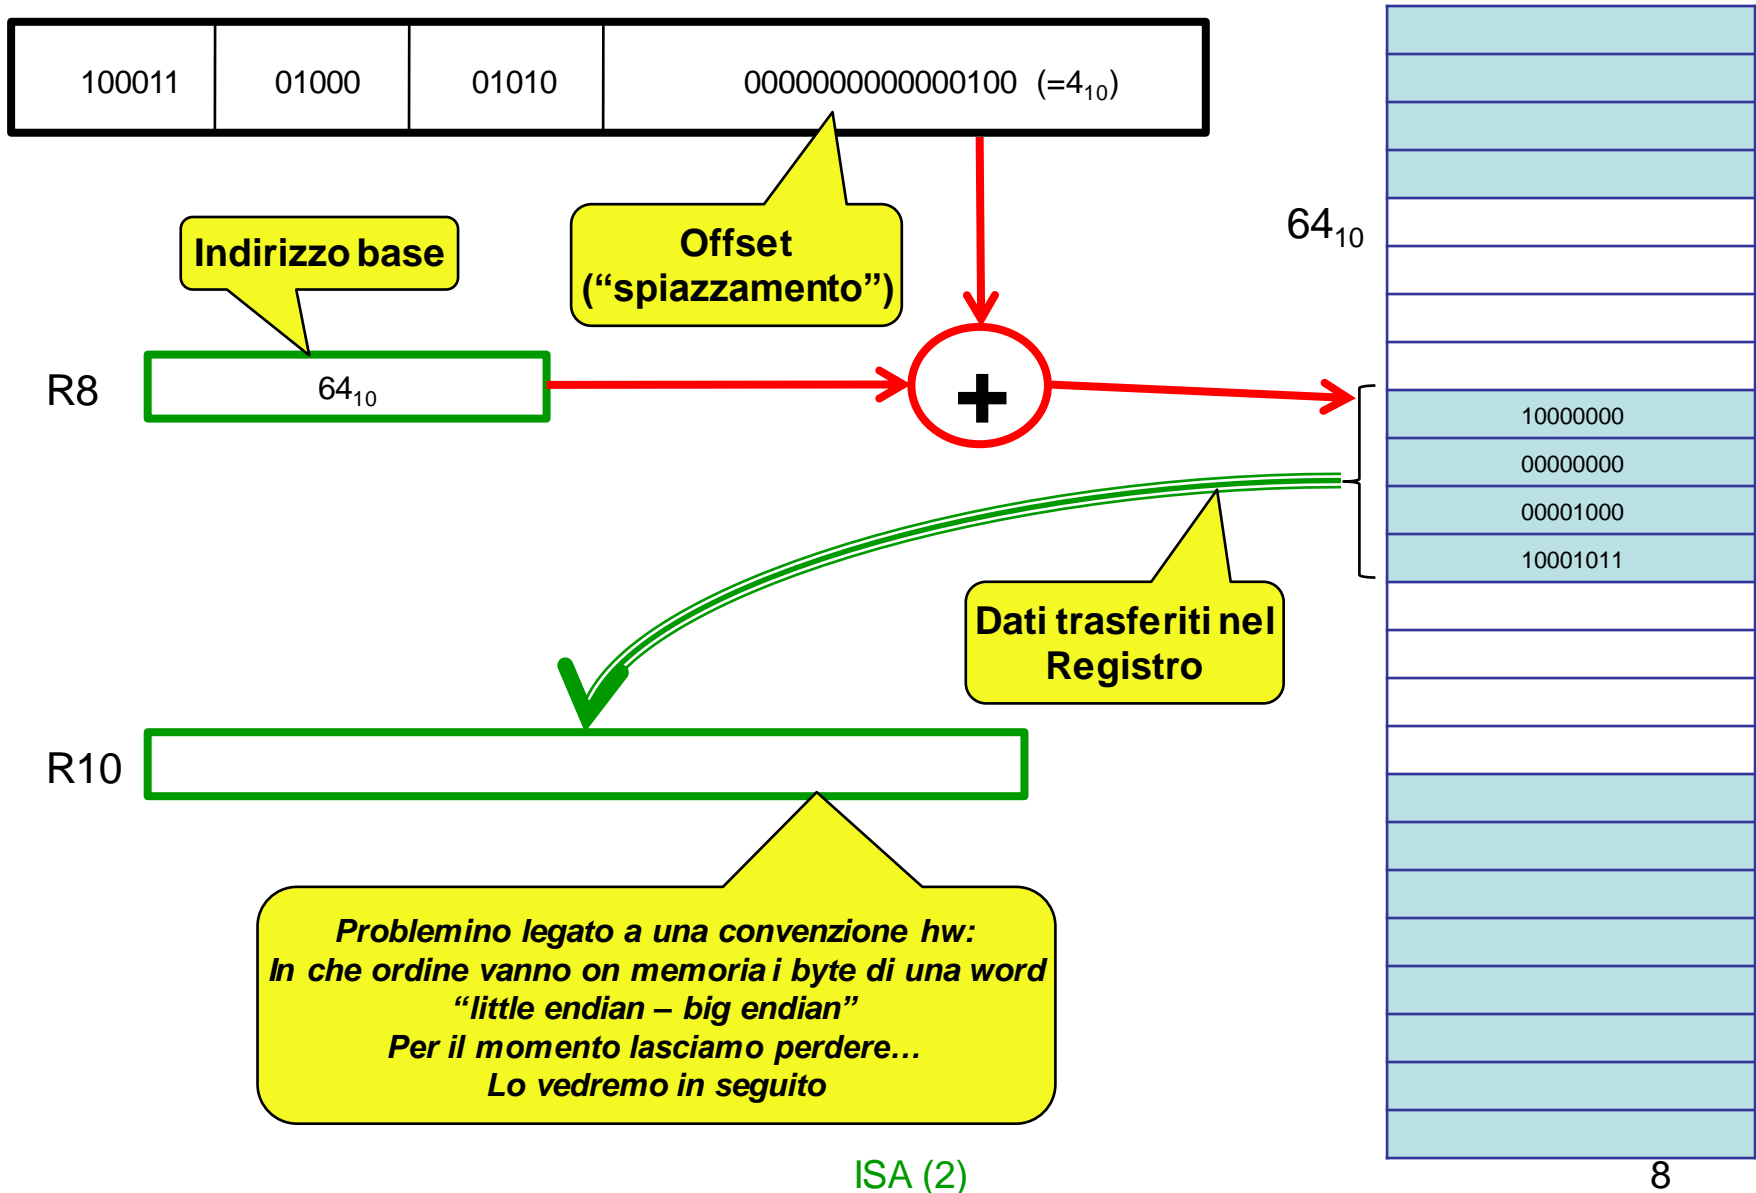 100011 01000 01010 0000000000000100 (=4₁₀)
Indirizzo base
Offset
(“spiazzamento”)
64₁₀
R8
64₁₀
+
10000000
00000000
00001000
10001011
Dati trasferiti nel
Registro
R10
Problemino legato a una convenzione hw:
In che ordine vanno on memoria i byte di una word
“little endian – big endian”
Per il momento lasciamo perdere…
Lo vedremo in seguito
ISA (2)
8